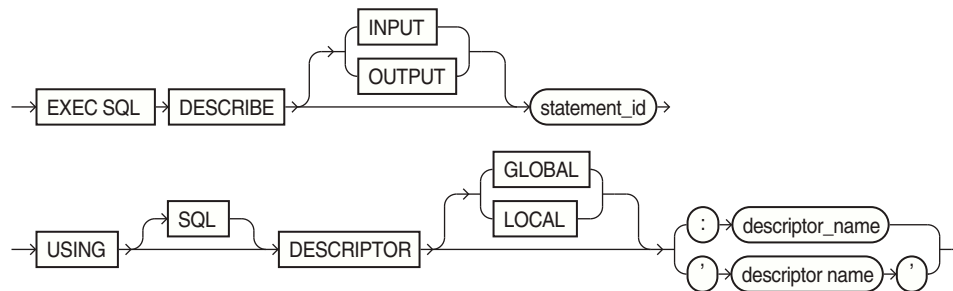 INPUT
OUTPUT
EXEC SQL DESCRIBE statement_id
GLOBAL
SQL LOCAL
USING DESCRIPTOR : descriptor_name
' descriptor name '